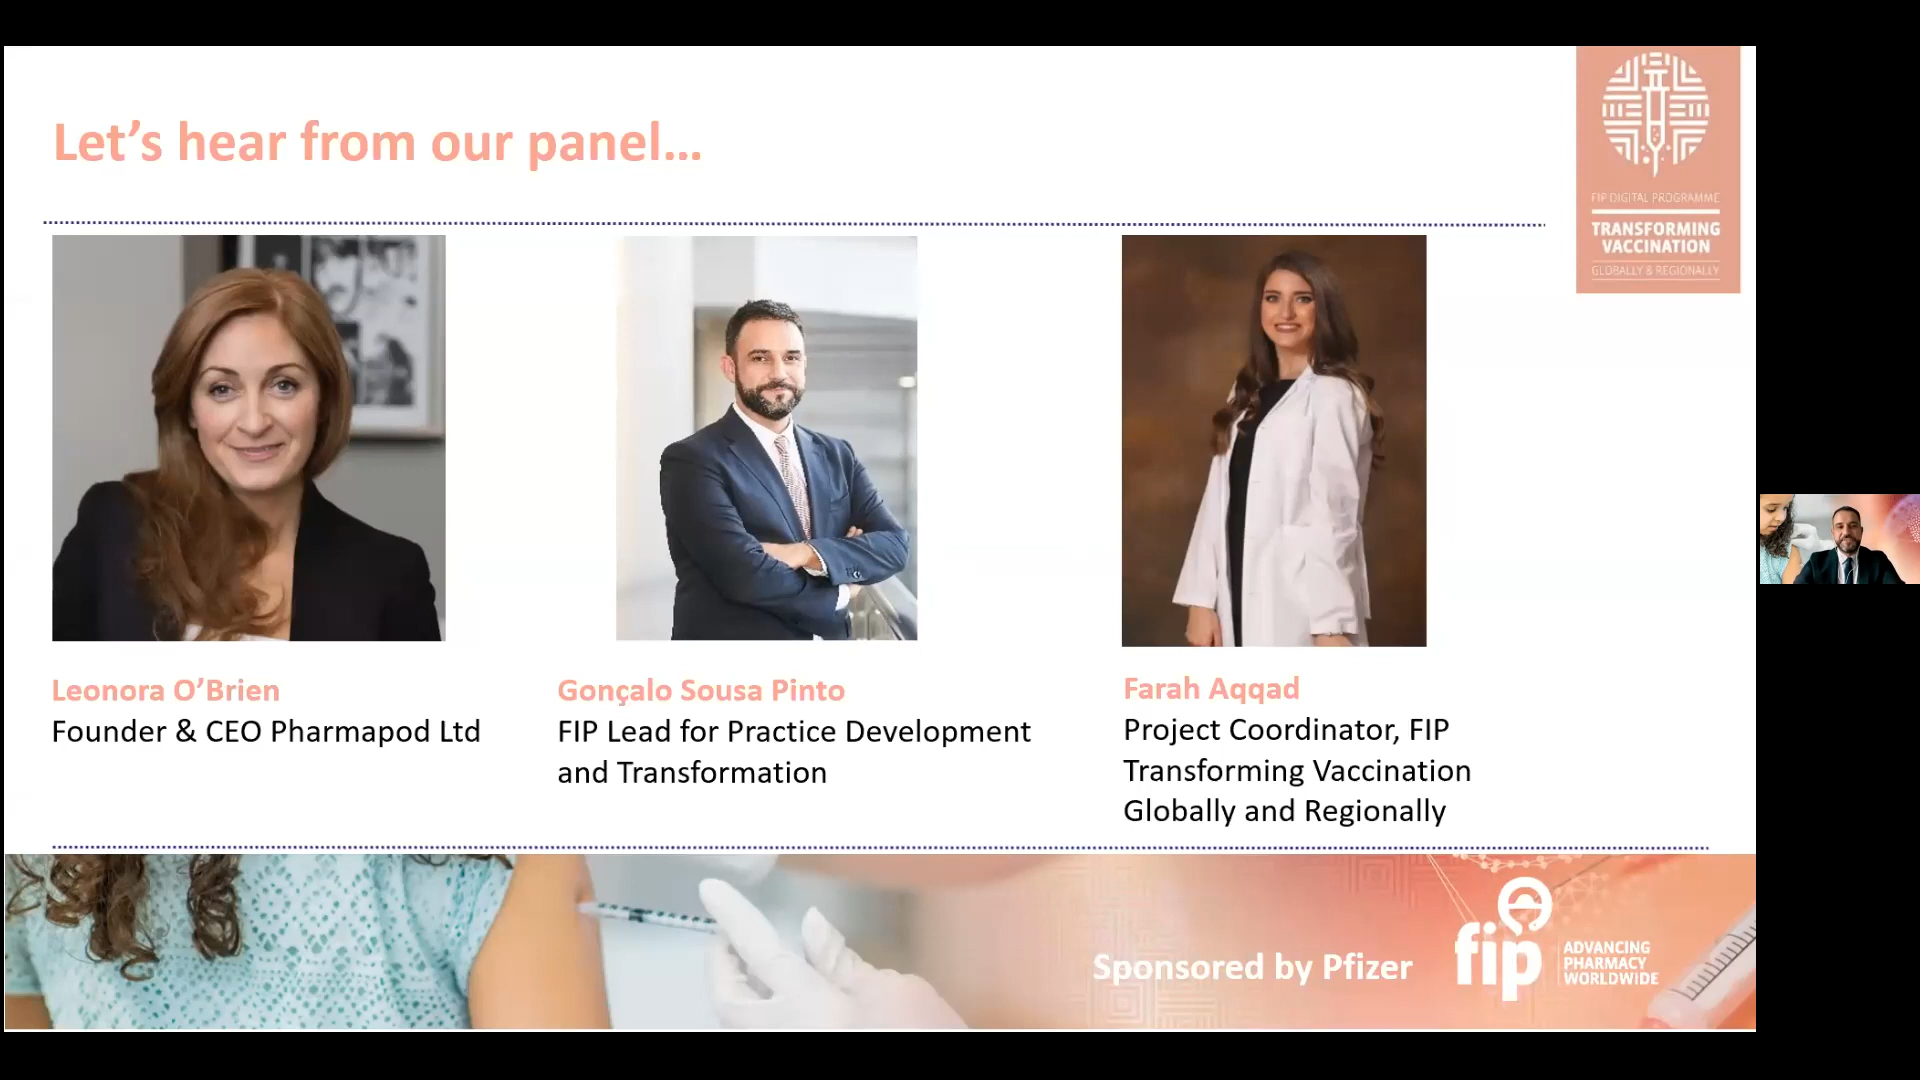 Let’s hear from our panel...
FIP DIGITAL PROGRAMME
TRANSFORMING
VACCINATION
GLOBALLY & REGIONALLY
Leonora O’Brien
Founder & CEO Pharmapod Ltd
Gonçalo Sousa Pinto
FIP Lead for Practice Development
and Transformation
Farah Aqqad
Project Coordinator, FIP
Transforming Vaccination
Globally and Regionally
Sponsored by Pfizer
fip
ADVANCING
PHARMACY
WORLDWIDE